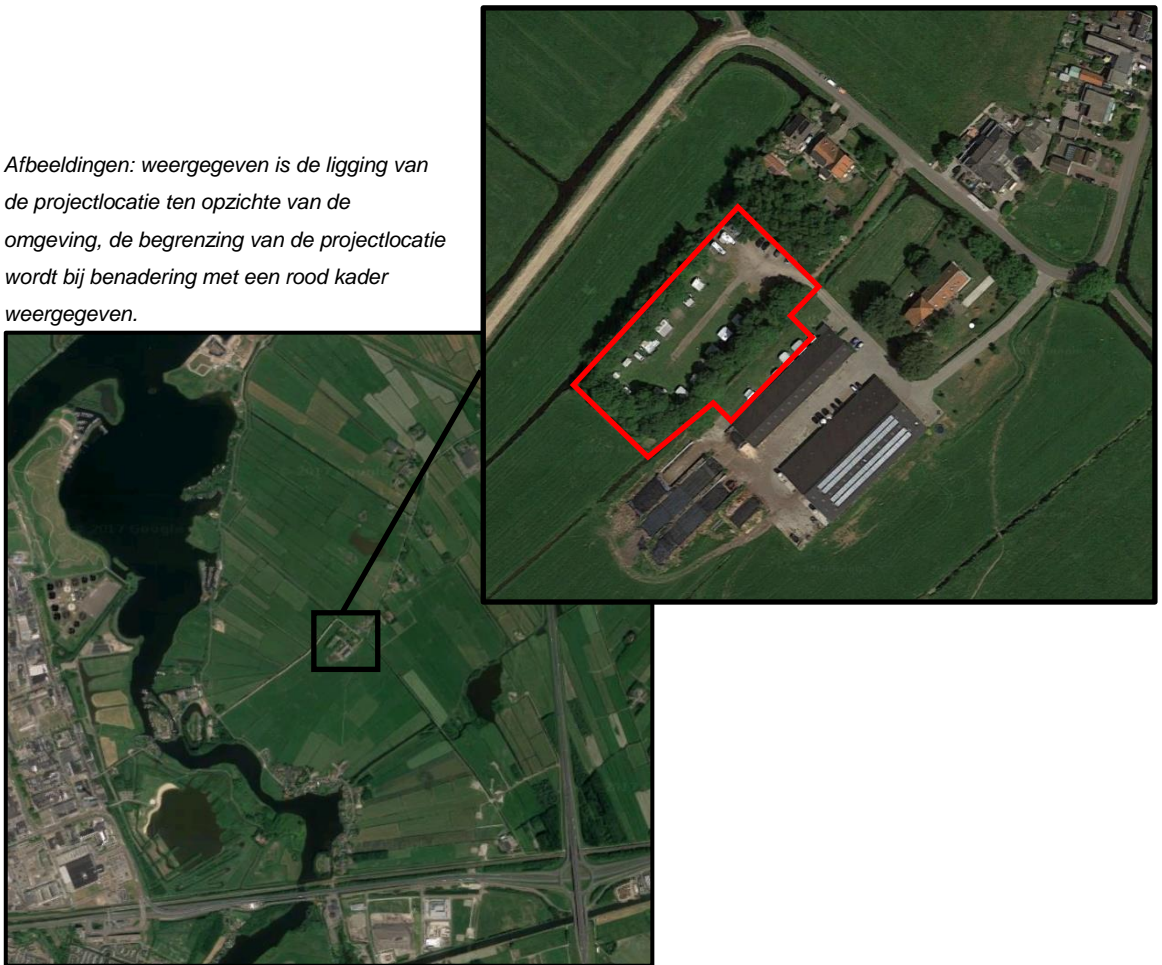 Afbeeldingen: weergegeven is de ligging van
de projectlocatie ten opzichte van de
omgeving, de begrenzing van de projectlocatie
wordt bij benadering met een rood kader
weergegeven.